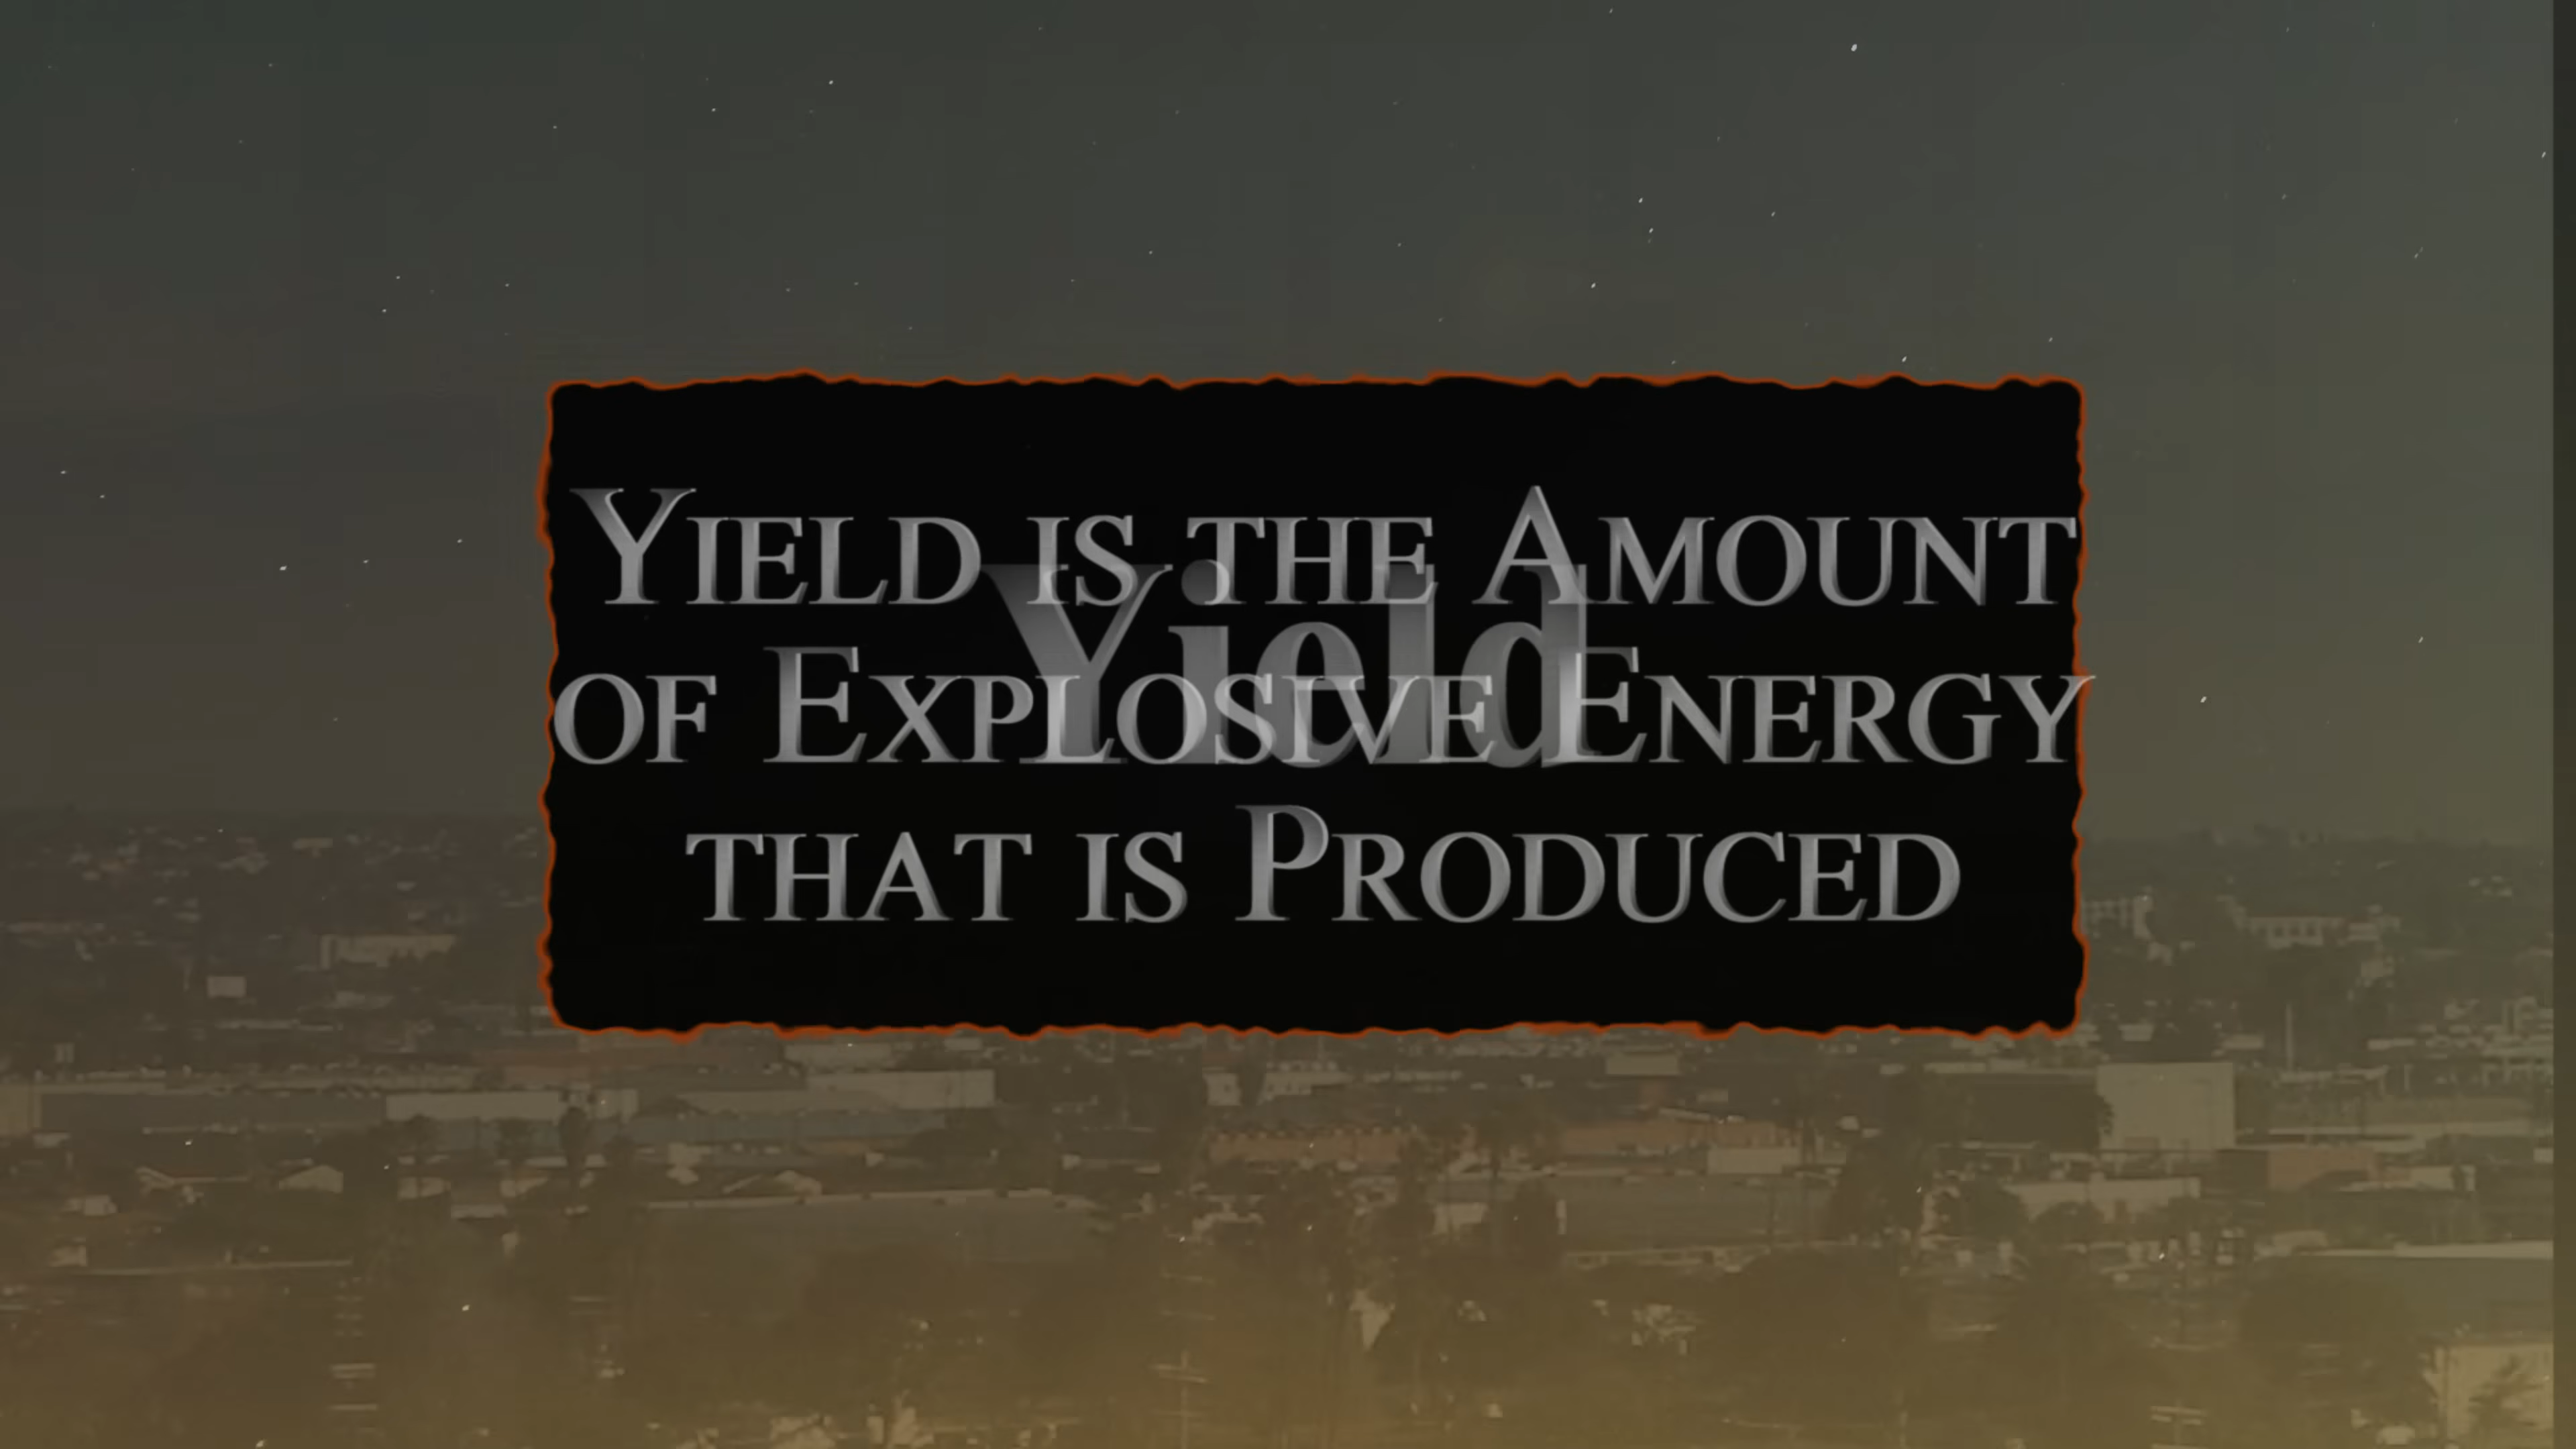 Yield is the Amount
Yield
of Explosive Energy
that is Produced